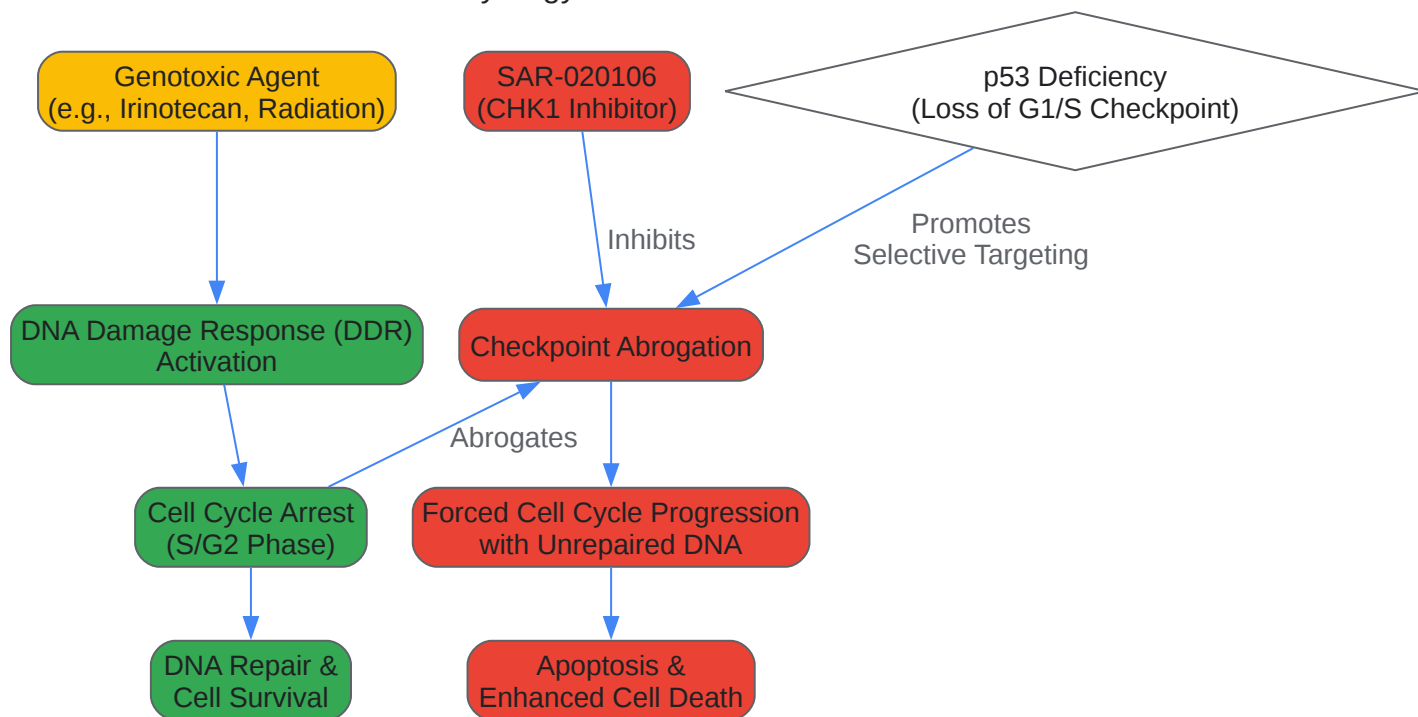 Genotoxic Agent
(e.g., Irinotecan, Radiation)
SAR-020106
(CHK1 Inhibitor)
p53 Deficiency
(Loss of G1/S Checkpoint)
Inhibits
Promotes
Selective Targeting
DNA Damage Response (DDR)
Activation
Checkpoint Abrogation
Abrogates
Cell Cycle Arrest
(S/G2 Phase)
Forced Cell Cycle Progression
with Unrepaired DNA
DNA Repair &
Cell Survival
Apoptosis &
Enhanced Cell Death